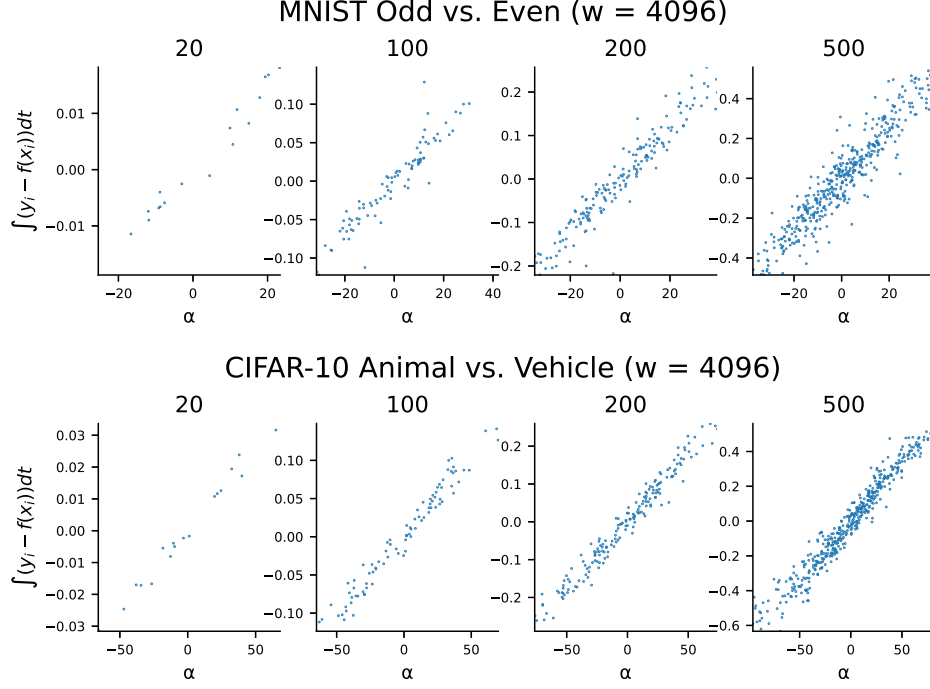 MNIST Odd vs. Even (w = 4096)
20 100 200 500
∫(yᵢ − f(xᵢ))dt
0.01
0.00
−0.01
−20 0 20
α
0.10
0.05
0.00
−0.05
−0.10
−20 0 20 40
α
0.2
0.1
0.0
−0.1
−0.2
−20 0 20
α
0.4
0.2
0.0
−0.2
−0.4
−20 0 20
α
CIFAR-10 Animal vs. Vehicle (w = 4096)
20 100 200 500
∫(yᵢ − f(xᵢ))dt
0.03
0.02
0.01
0.00
−0.01
−0.02
−0.03
−50 0 50
α
0.10
0.05
0.00
−0.05
−0.10
−50 0 50
α
0.2
0.1
0.0
−0.1
−0.2
−50 0 50
α
0.4
0.2
0.0
−0.2
−0.4
−0.6
−50 0 50
α